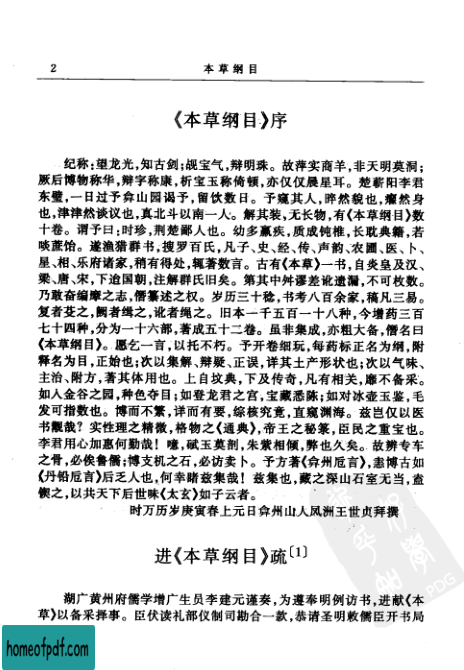 2
本草纲目
《本草纲目》序
纪称:望龙光,知古剑;觇宝气,辩明珠。故萍实商羊,非天明莫洞;
厥后博物称华,辩字称康,析宝玉称倚顿,亦仅仅晨星耳。楚蕲阳李君
东璧,一日过予弇山园谒予,留饮数日。予窥其人,睟然貌也,癯然身
也,津津然谈议也,真北斗以南一人。解其装,无长物,有《本草纲目》数
十卷。谓予曰:时珍,荆楚鄙人也。幼多羸疾,质成钝椎,长耽典籍,若
啖蔗饴。遂渔猎群书,搜罗百氏,凡子、史、经、传、声韵、农圃、医、卜、
星、相、乐府诸家,稍有得处,辄著数言。古有《本草》一书,自炎皇及汉、
梁、唐、宋,下迨国朝,注解群氏旧矣。第其中舛谬差讹遗漏,不可枚数。
乃敢奋编摩之志,僭纂述之权。岁历三十稔,书考八百余家,稿凡三易。
复者芟之,阙者缉之,讹者绳之。旧本一千五百一十八种,今增药三百
七十四种,分为一十六部,著成五十二卷。虽非集成,亦粗大备,僭名曰
《本草纲目》。愿乞一言,以托不朽。予开卷细玩,每药标正名为纲,附
释名为目,正始也;次以集解、辩疑、正误,详其土产形状也;次以气味、
主治、附方,著其体用也。上自坟典,下及传奇,凡有相关,靡不备采。
如入金谷之园,种色夺目;如登龙君之宫,宝藏悉陈;如对冰壶玉鉴,毛
发可指数也。博而不繁,详而有要,综核究竟,直窥渊海。兹岂仅以医
书觏哉?实性理之精微,格物之《通典》,帝王之秘箓,臣民之重宝也。
李君用心加惠何勤哉!噫,碔玉莫剖,朱紫相倾,弊也久矣。故辨专车
之骨,必俟鲁儒;博支机之石,必访卖卜。予方著《弇州卮言》,恚博古如
《丹铅卮言》后乏人也,何幸睹兹集哉!兹集也,藏之深山石室无当,盍
锲之,以共天下后世味《太玄》如子云者。
时万历岁庚寅春上元日弇州山人凤洲王世贞拜撰
进《本草纲目》疏〔1〕
湖广黄州府儒学增广生员李建元谨奏,为遵奉明例访书,进献《本
草》以备采择事。臣伏读礼部仪制司勘合一款,恭请圣明敕儒臣开书局
homeofpdf.com
PDG